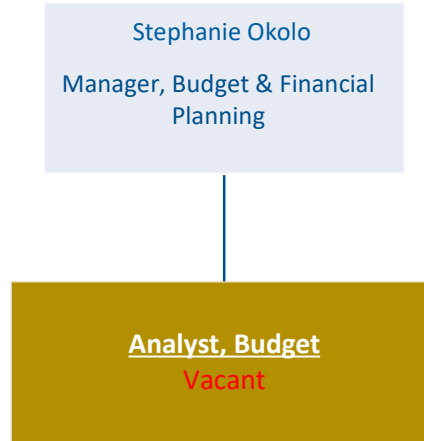 Stephanie Okolo
Manager, Budget & Financial
Planning
Analyst, Budget
Vacant